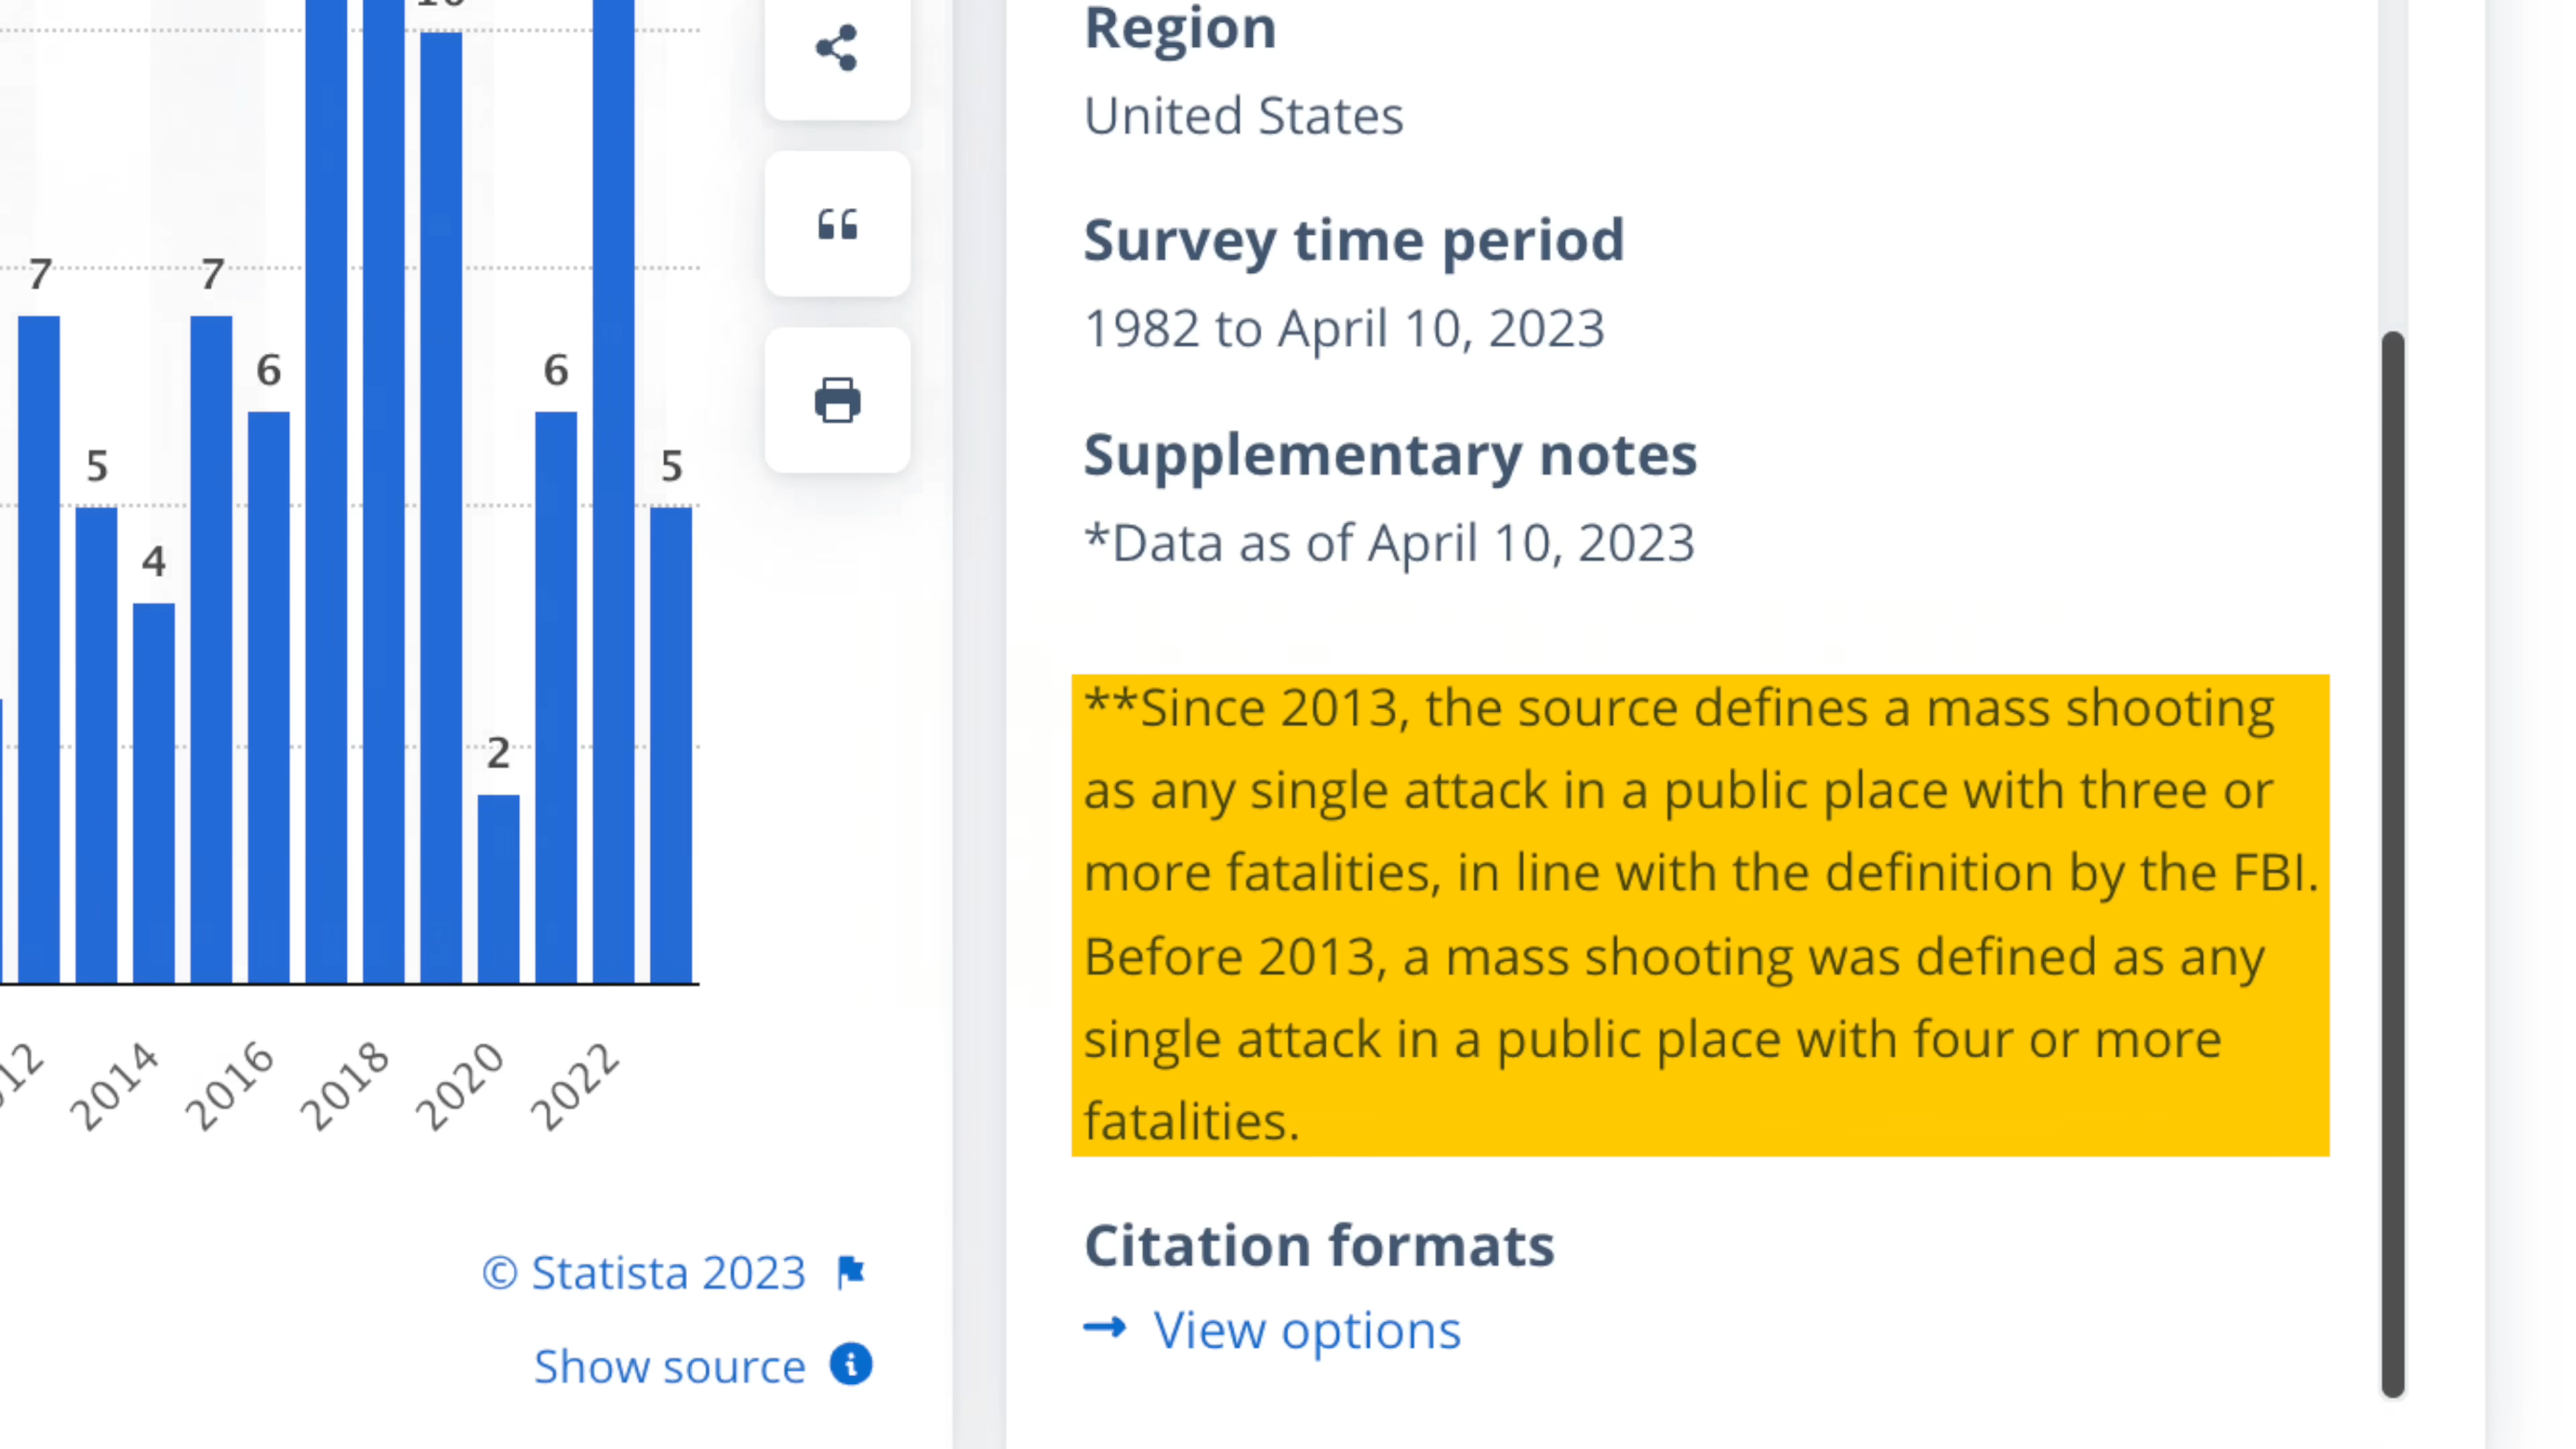 Region
United States
Survey time period
1982 to April 10, 2023
Supplementary notes
*Data as of April 10, 2023
**Since 2013, the source defines a mass shooting
as any single attack in a public place with three or
more fatalities, in line with the definition by the FBI.
Before 2013, a mass shooting was defined as any
single attack in a public place with four or more
fatalities.
Citation formats
→ View options
7
5
4
7
6
2
6
5
2014
2016
2018
2020
2022
© Statista 2023
Show source